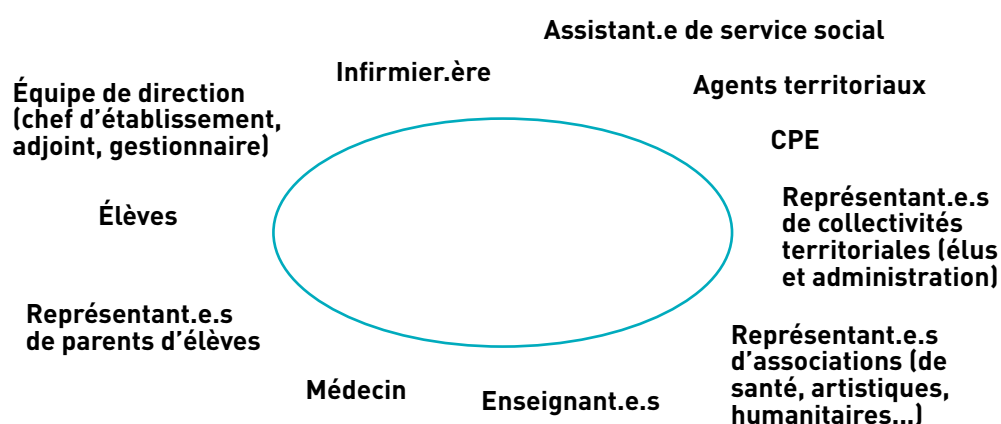 Assistant.e de service social
Infirmier.ère
Agents territoriaux
Équipe de direction
(chef d'établissement,
adjoint, gestionnaire)
CPE
Élèves
Représentant.e.s
de collectivités
territoriales (élus
et administration)
Représentant.e.s
de parents d'élèves
Représentant.e.s
d'associations (de
santé, artistiques,
humanitaires...)
Médecin
Enseignant.e.s